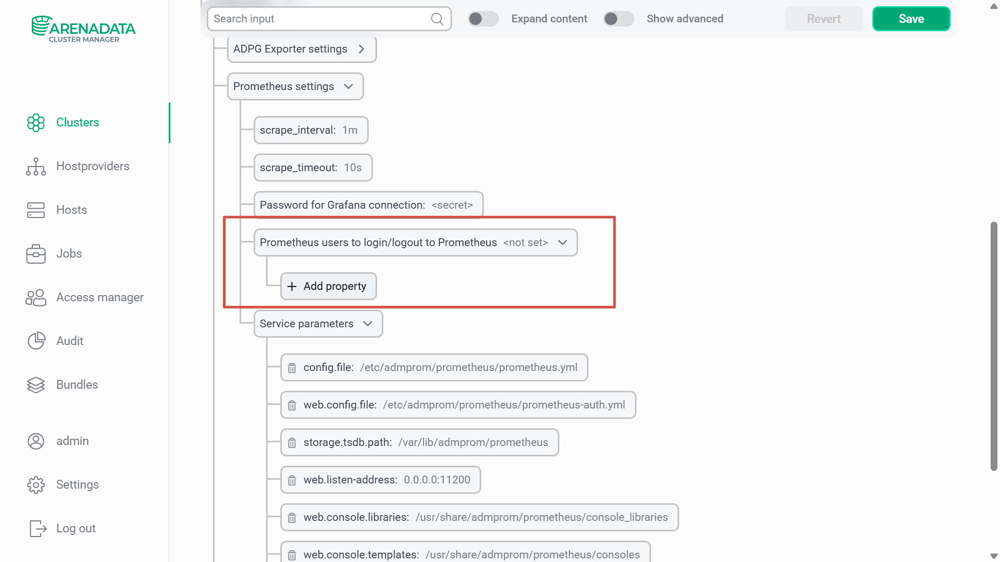 ARENADATA
CLUSTER MANAGER
Clusters
Hostproviders
Hosts
Jobs
Access manager
Audit
Bundles
admin
Settings
Log out
Search input
Expand content
Show advanced
Revert
Save
ADPG Exporter settings
Prometheus settings
scrape_interval: 1m
scrape_timeout: 10s
Password for Grafana connection: <secret>
Prometheus users to login/logout to Prometheus <not set>
Add property
Service parameters
config.file: /etc/admprom/prometheus/prometheus.yml
web.config.file: /etc/admprom/prometheus/prometheus-auth.yml
storage.tsdb.path: /var/lib/admprom/prometheus
web.listen-address: 0.0.0.0:11200
web.console.libraries: /usr/share/admprom/prometheus/console_libraries
web.console.templates: /usr/share/admprom/prometheus/consoles